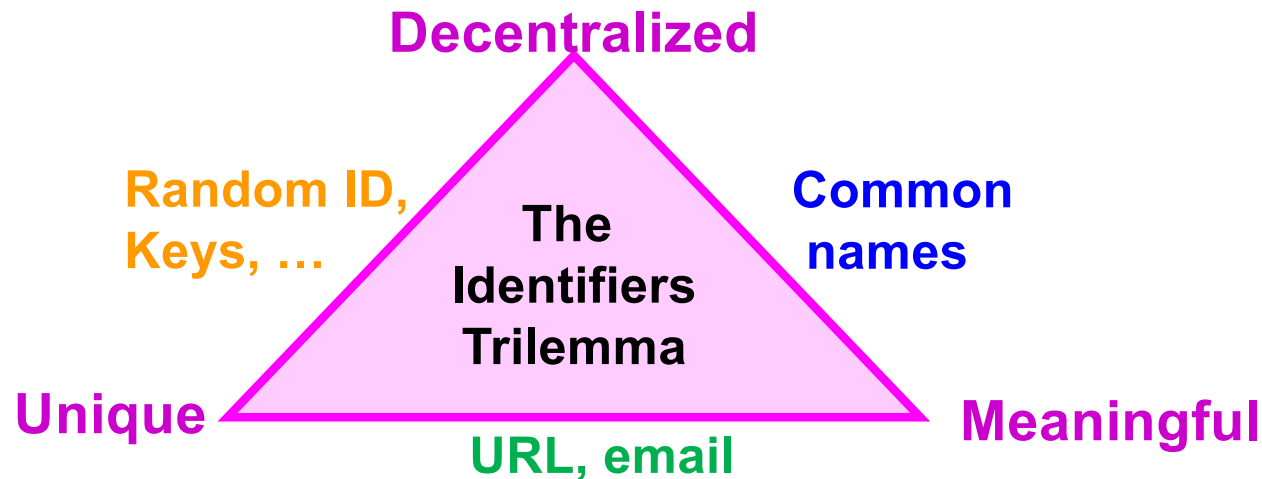 Decentralized
Random ID,
Keys, …
Common
names
The
Identifiers
Trilemma
Unique
Meaningful
URL, email